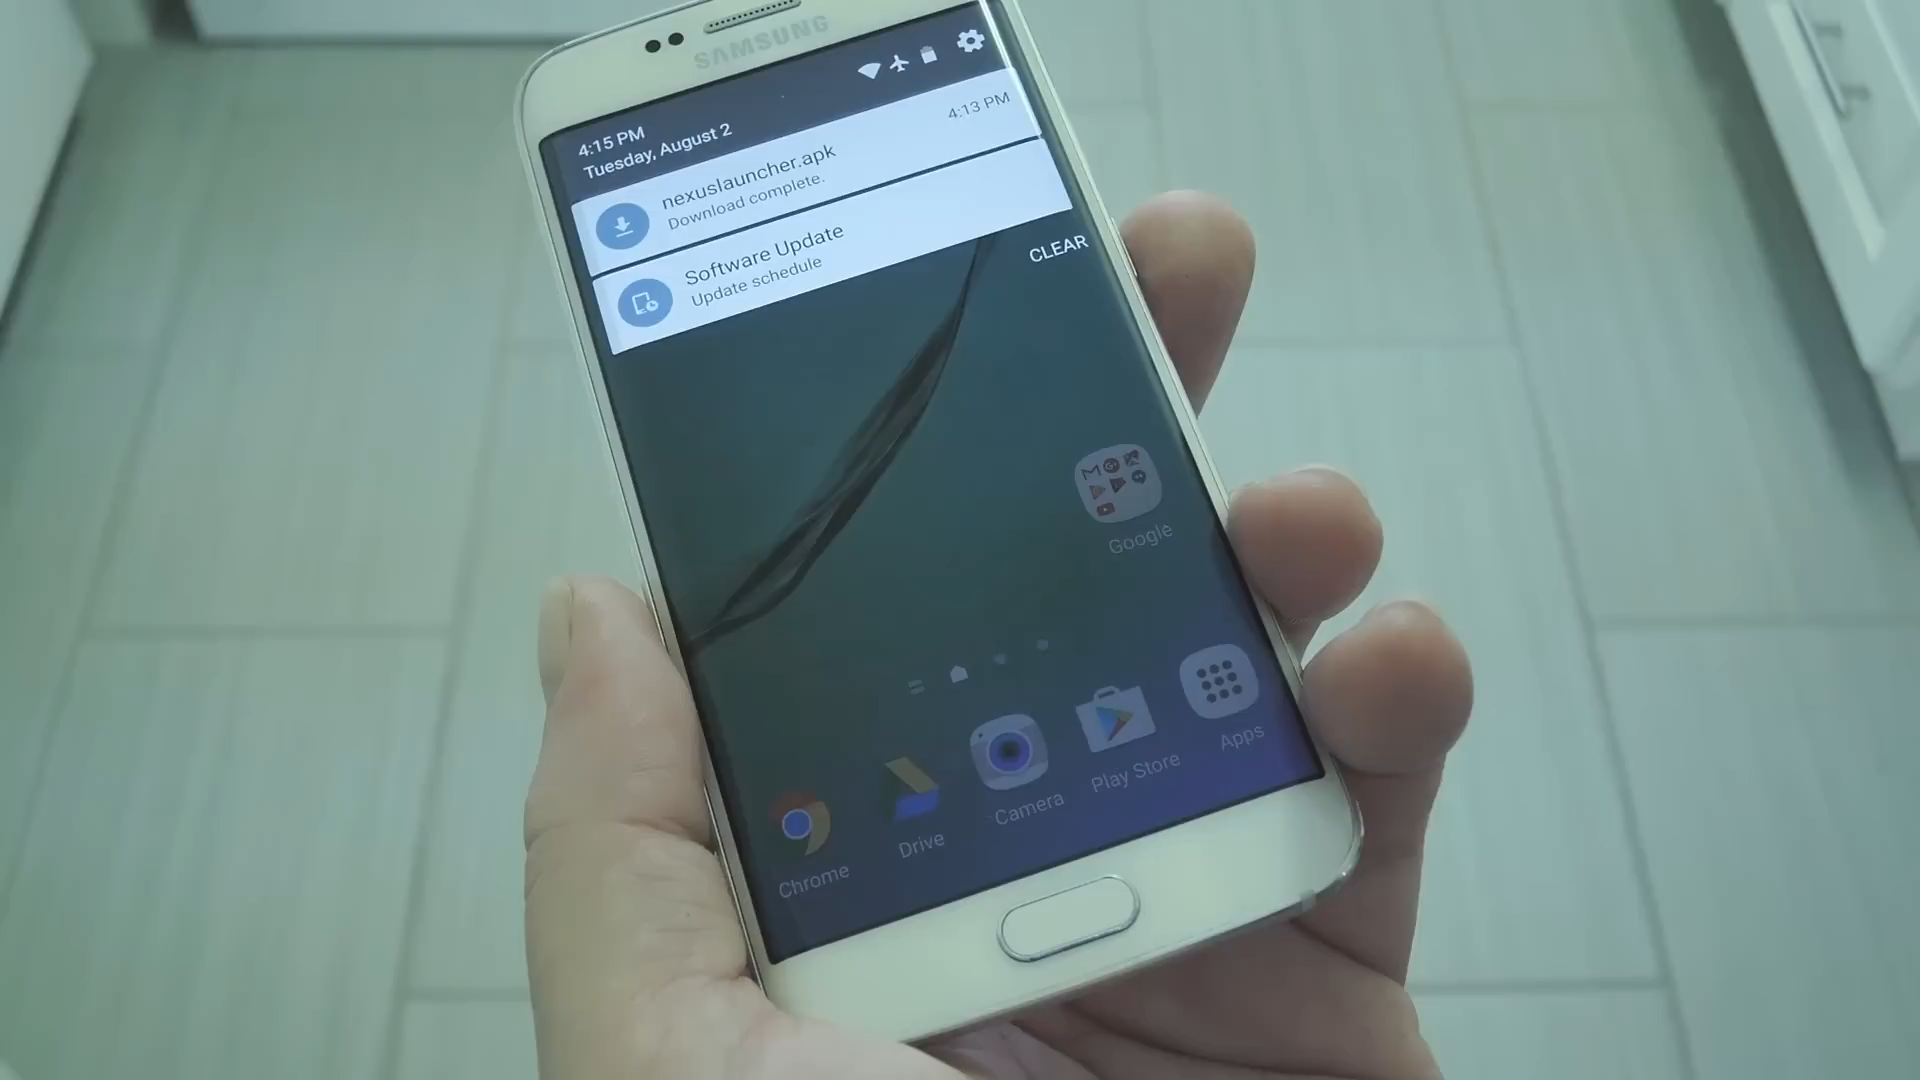 SAMSUNG
4:15 PM
Tuesday, August 2
nexuslauncher.apk
4:13 PM
Download complete.
Software Update
Update schedule
CLEAR
Google
Chrome
Drive
Camera
Play Store
Apps